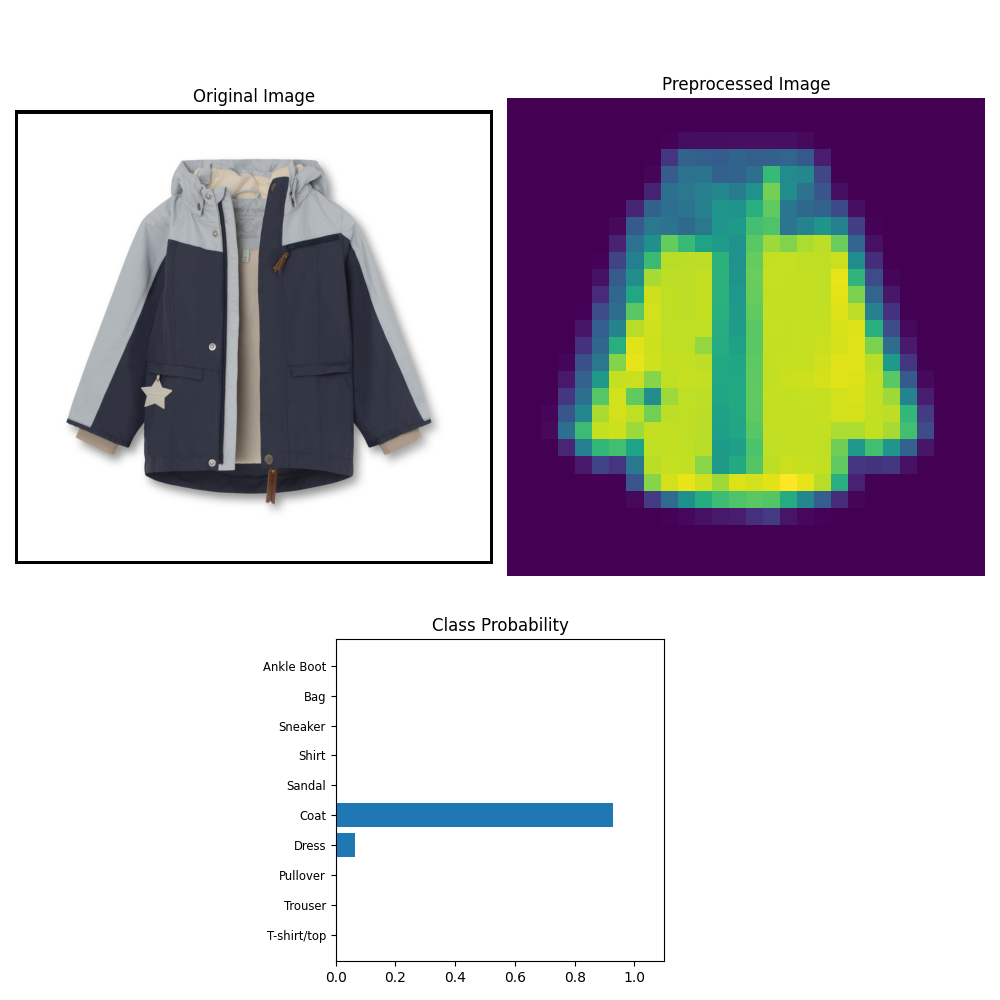 Original Image
Preprocessed Image
Class Probability
Ankle Boot
Bag
Sneaker
Shirt
Sandal
Coat
Dress
Pullover
Trouser
T-shirt/top
0.0 0.2 0.4 0.6 0.8 1.0